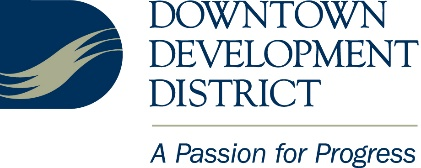 DOWNTOWN
DEVELOPMENT
DISTRICT
A Passion for Progress